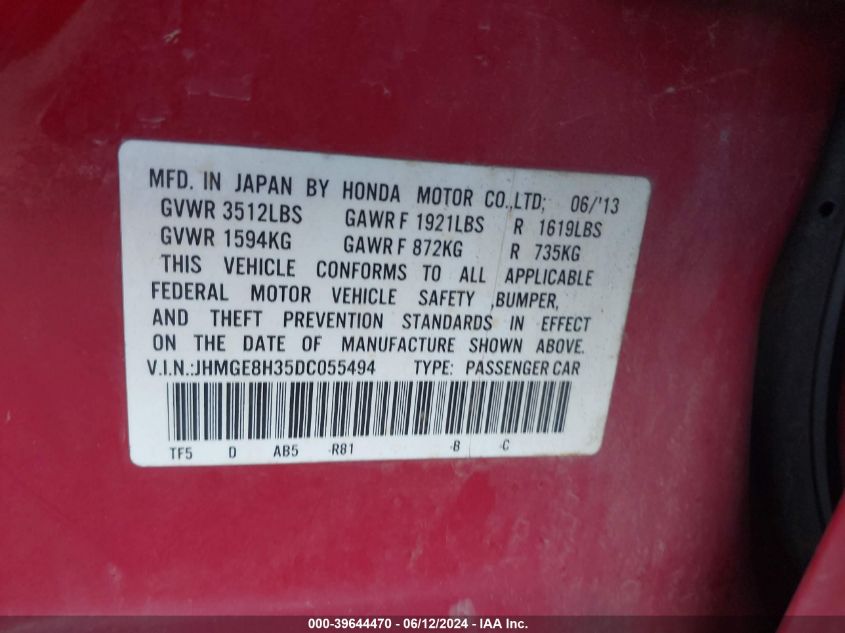 MFD. IN JAPAN BY HONDA MOTOR CO.,LTD; 06/'13
GVWR 3512LBS GAWR F 1921LBS R 1619LBS
GVWR 1594KG GAWR F 872KG R 735KG
THIS VEHICLE CONFORMS TO ALL APPLICABLE
FEDERAL MOTOR VEHICLE SAFETY ,BUMPER,
AND THEFT PREVENTION STANDARDS IN EFFECT
ON THE DATE OF MANUFACTURE SHOWN ABOVE.
V.I.N.:JHMGE8H35DC055494 TYPE: PASSENGER CAR
TF5 D AB5 -R81 -B -C
000-39644470 - 06/12/2024 - IAA, Inc.